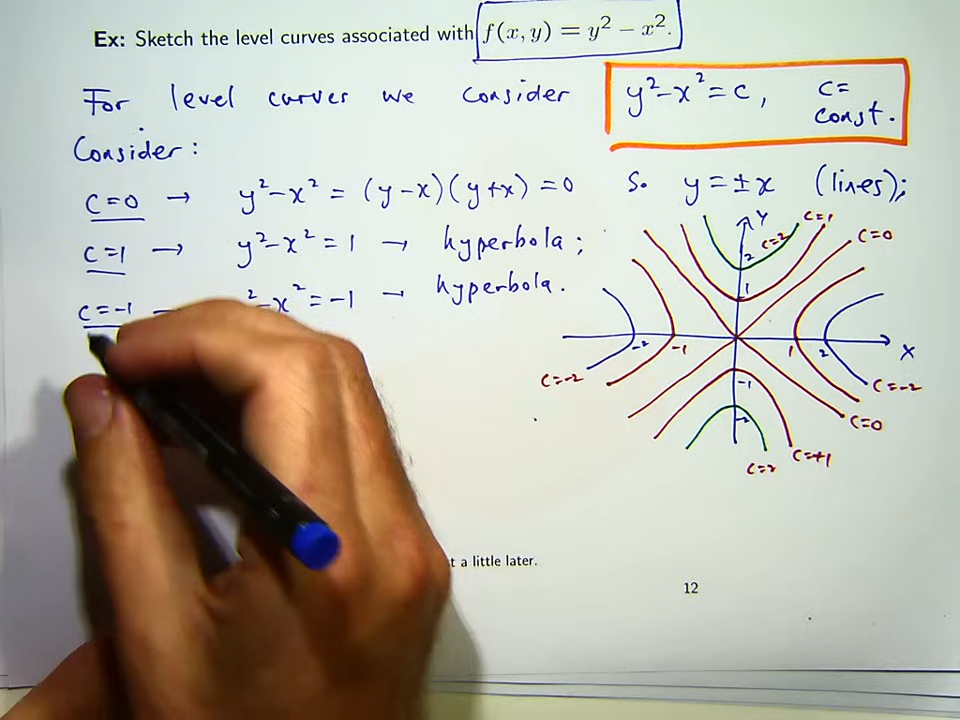 Ex: Sketch the level curves associated with f(x, y) = y² − x².
For level curves we consider y²-x²=c, c= const.
Consider:
c=0 → y²-x² = (y-x)(y+x) = 0 so y=±x (lines);
c=1 → y²-x² = 1 → hyperbola;
c=-1 → ²-x² = -1 → hyperbola.
Y
c=1
c=2
c=0
2
1
-2
-1
1
2
X
c=-2
-1
c=-2
-2
c=0
c=+1
c=2
t a little later.
12